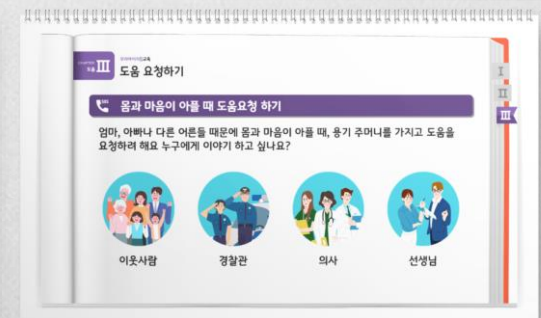 III
도움 요청하기
몸과 마음이 아플 때 도움요청 하기
엄마, 아빠나 다른 어른들 때문에 몸과 마음이 아플 때, 용기 주머니를 가지고 도움을
요청하려 해요 누구에게 이야기 하고 싶나요?
이웃사람
경찰관
의사
선생님
I
II
III